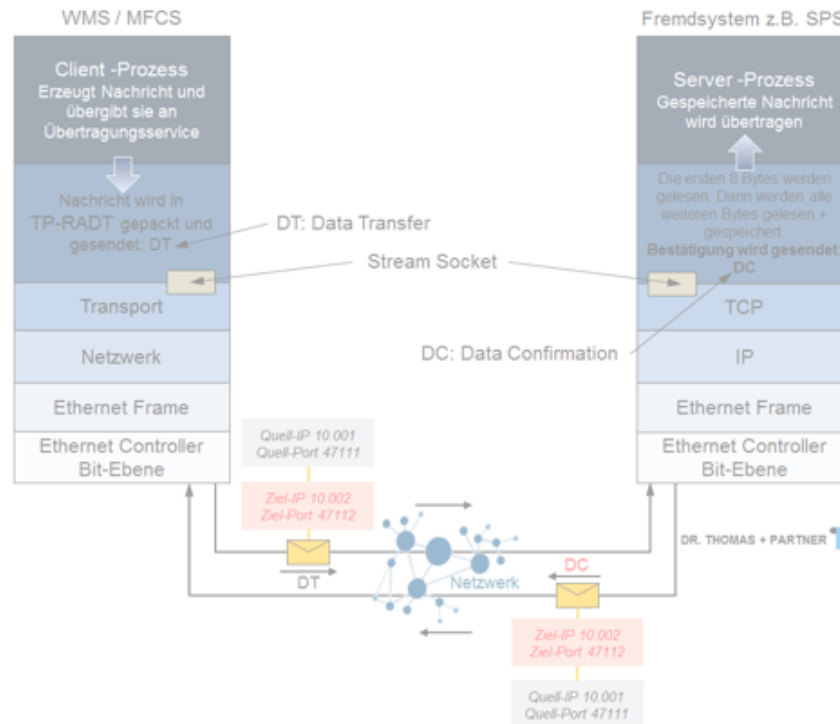 WMS / MFCS
Client -Prozess
Erzeugt Nachricht und
übergibt sie an
Übertragungsservice
Nachricht wird in
TP-RADT gepackt und
gesendet: DT
Transport
Netzwerk
Ethernet Frame
Ethernet Controller
Bit-Ebene
DT: Data Transfer
Stream Socket
DC: Data Confirmation
Fremdsystem z.B. SPS
Server -Prozess
Gespeicherte Nachricht
wird übertragen
Die ersten 8 Bytes werden
gelesen. Dann werden alle
weiteren Bytes gelesen +
gespeichert.
Bestätigung wird gesendet:
DC
TCP
IP
Ethernet Frame
Ethernet Controller
Bit-Ebene
Quell-IP 10.001
Quell-Port 47111
Ziel-IP 10.002
Ziel-Port 47112
DT
Netzwerk
DC
DR. THOMAS + PARTNER
Ziel-IP 10.002
Ziel-Port 47112
Quell-IP 10.001
Quell-Port 47111